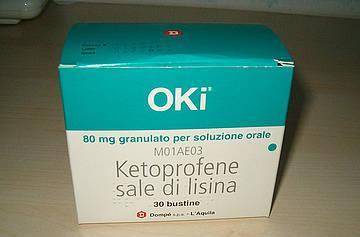 OKi
80 mg granulato per soluzione orale
M01AE03
Ketoprofene
sale di lisina
30 bustine
Dompé s.p.a. - L'Aquila